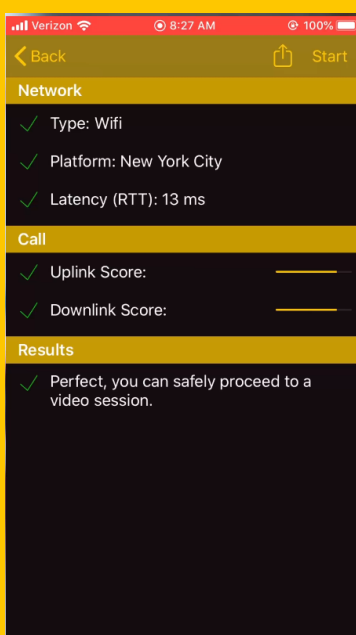 Verizon 8:27 AM 100%
Back Start
Network
Type: Wifi
Platform: New York City
Latency (RTT): 13 ms
Call
Uplink Score:
Downlink Score:
Results
Perfect, you can safely proceed to a
video session.